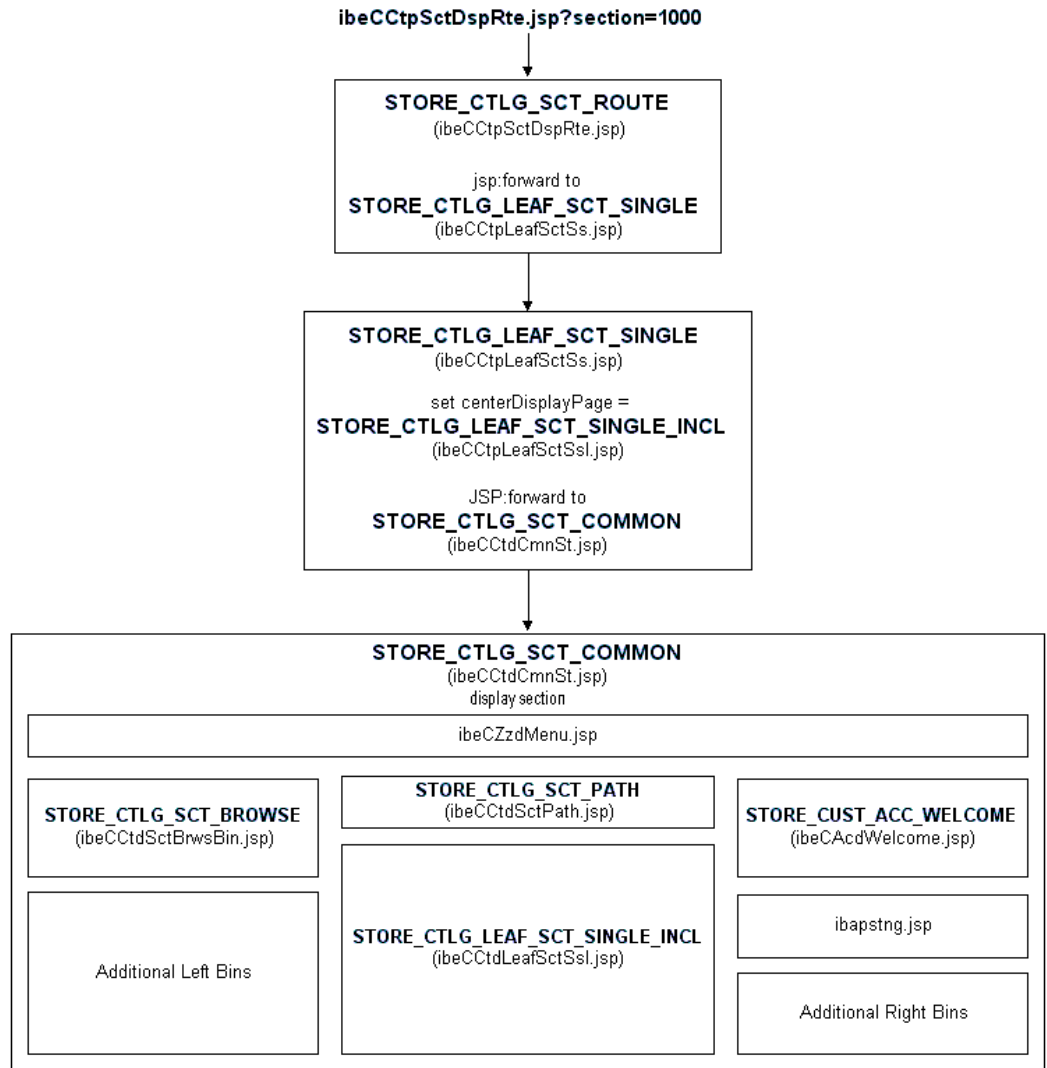 ibeCCtpSctDspRte.jsp?section=1000
STORE_CTLG_SCT_ROUTE
(ibeCCtpSctDspRte.jsp)
jsp:forward to
STORE_CTLG_LEAF_SCT_SINGLE
(ibeCCtpLeafSctSs.jsp)
STORE_CTLG_LEAF_SCT_SINGLE
(ibeCCtpLeafSctSs.jsp)
set centerDisplayPage =
STORE_CTLG_LEAF_SCT_SINGLE_INCL
(ibeCCtpLeafSctSsI.jsp)
JSP:forward to
STORE_CTLG_SCT_COMMON
(ibeCCtdCmnSt.jsp)
STORE_CTLG_SCT_COMMON
(ibeCCtdCmnSt.jsp)
display section
ibeCZzdMenu.jsp
STORE_CTLG_SCT_BROWSE
(ibeCCtdSctBrwsBin.jsp)
Additional Left Bins
STORE_CTLG_SCT_PATH
(ibeCCtdSctPath.jsp)
STORE_CTLG_LEAF_SCT_SINGLE_INCL
(ibeCCtdLeafSctSsI.jsp)
STORE_CUST_ACC_WELCOME
(ibeCAcdWelcome.jsp)
ibapstng.jsp
Additional Right Bins